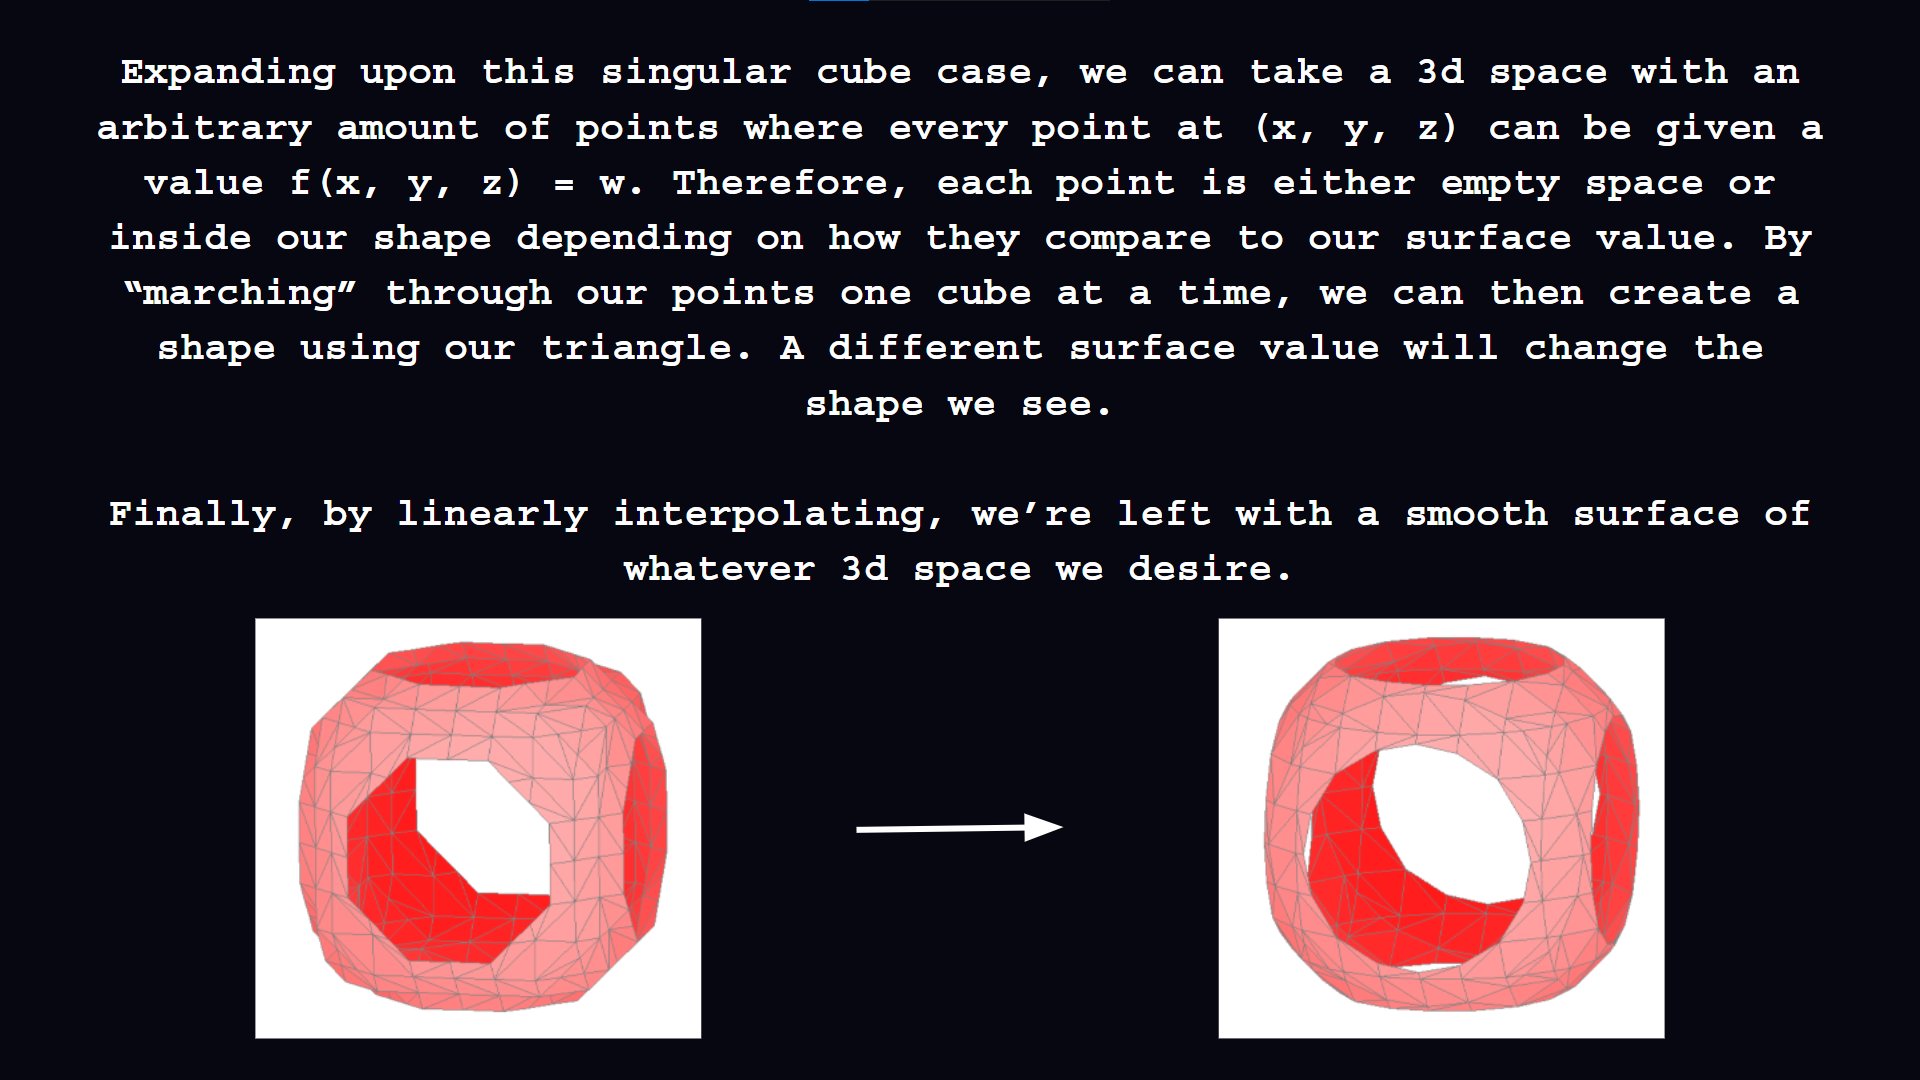 Expanding upon this singular cube case, we can take a 3d space with an
arbitrary amount of points where every point at (x, y, z) can be given a
value f(x, y, z) = w. Therefore, each point is either empty space or
inside our shape depending on how they compare to our surface value. By
“marching” through our points one cube at a time, we can then create a
shape using our triangle. A different surface value will change the
shape we see.
Finally, by linearly interpolating, we’re left with a smooth surface of
whatever 3d space we desire.